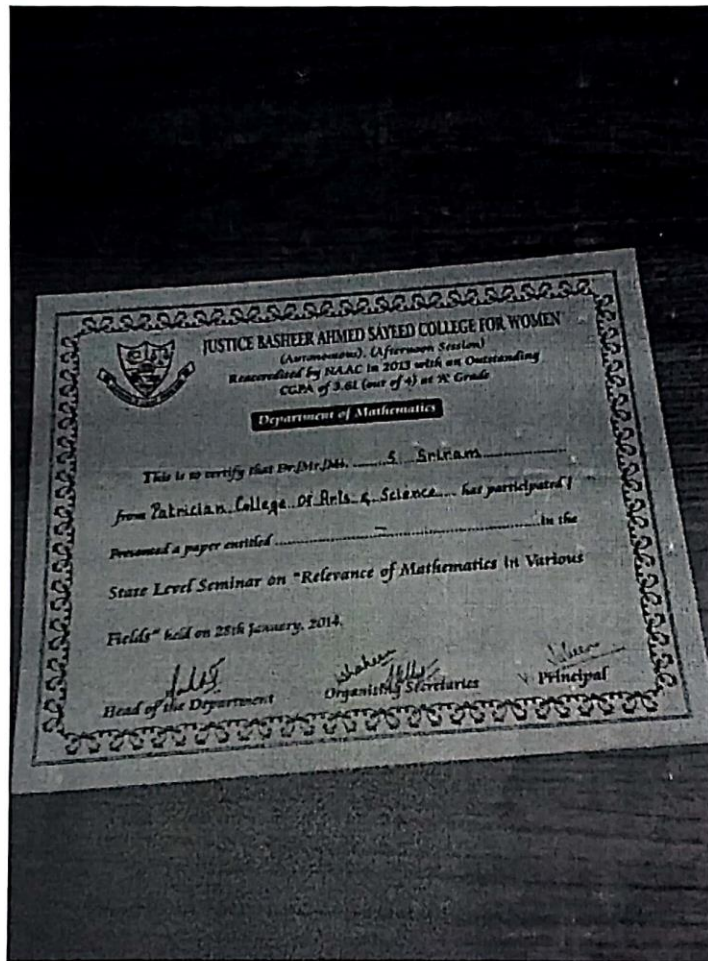 JUSTICE BASHEER AHMED SAYEED COLLEGE FOR WOMEN
(Autonomous), (Afternoon Session)
Reaccredited by NAAC in 2013 with an Outstanding
CGPA of 3.61 (out of 4) at 'A' Grade
Department of Mathematics
This is to certify that Dr./Mr./Ms. ......... S. Sriram ....................
from Patrician College of Arts & Science.... has participated /
Presented a paper entitled ............................................................ in the
State Level Seminar on "Relevance of Mathematics in Various
Fields" held on 28th January, 2014.
Head of the Department
Organising Secretaries
Principal